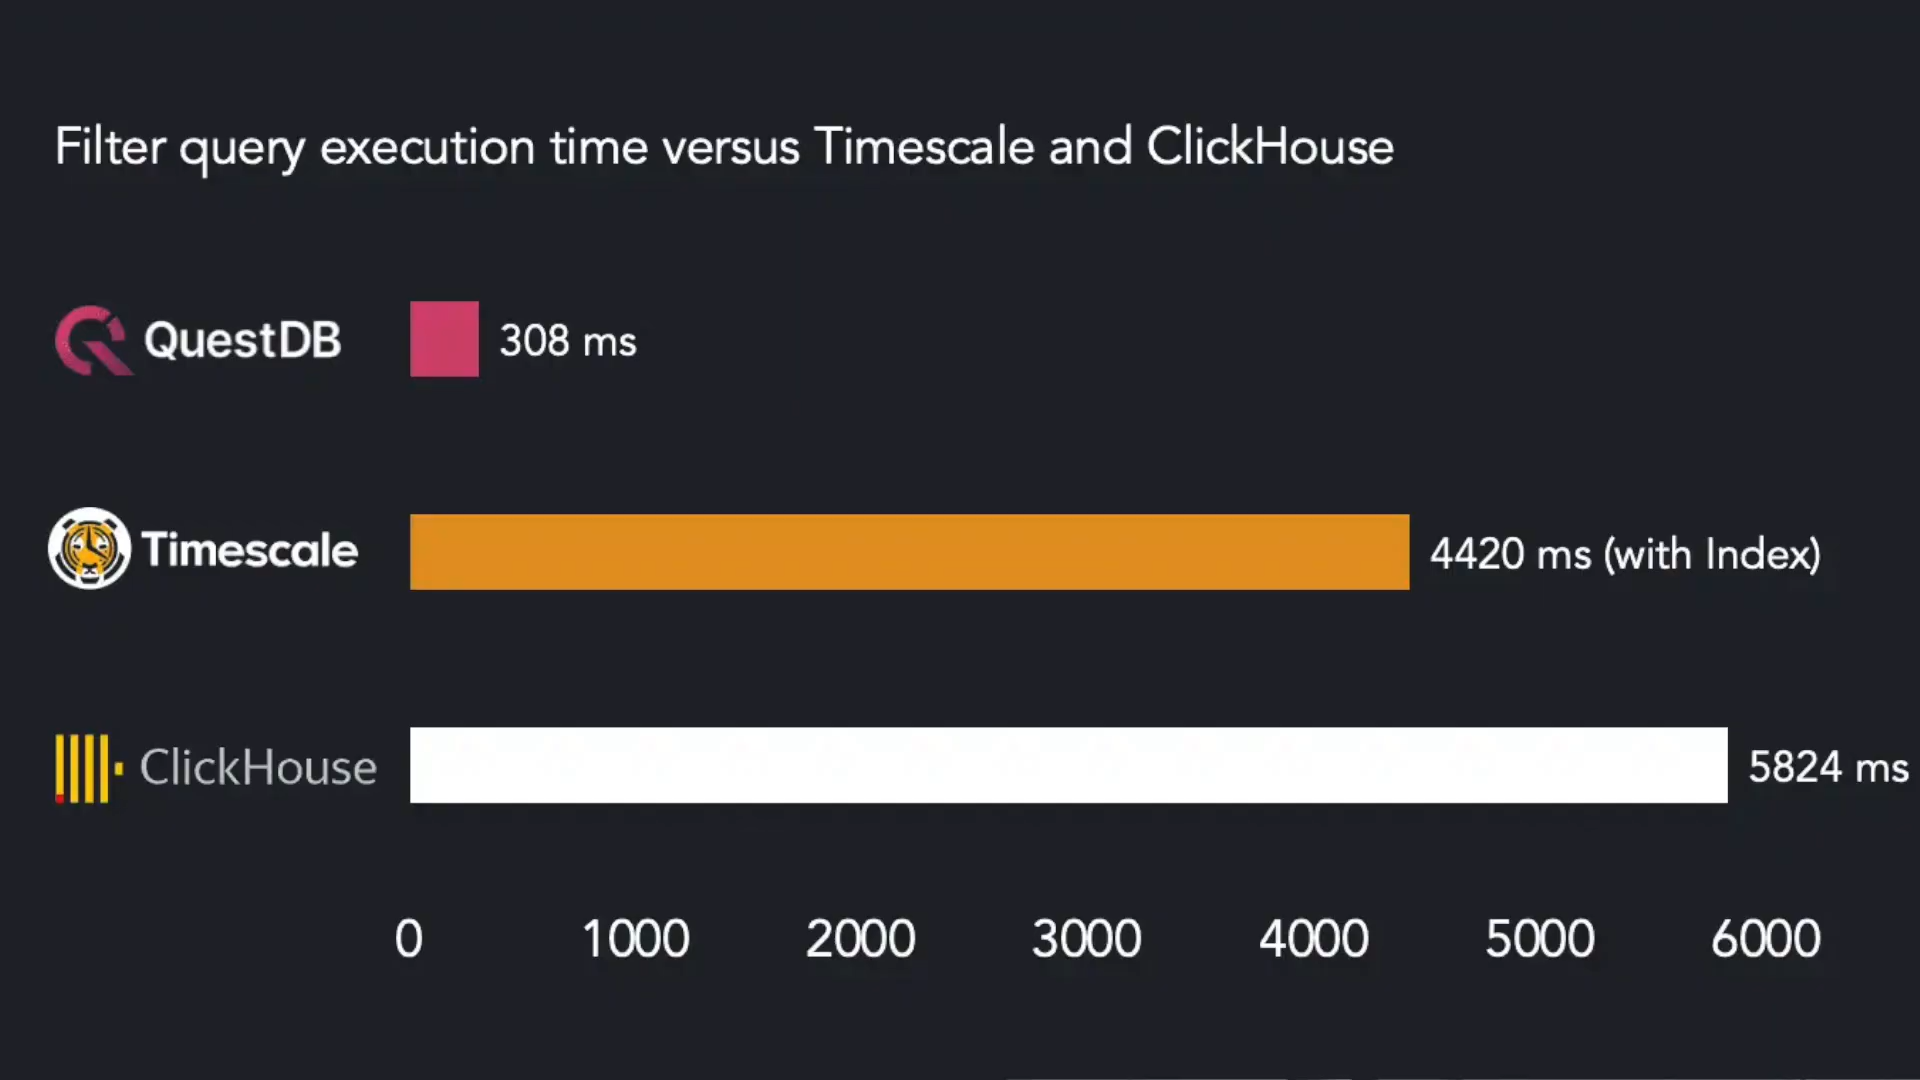 Filter query execution time versus Timescale and ClickHouse
QuestDB 308 ms
Timescale 4420 ms (with Index)
ClickHouse 5824 ms
0 1000 2000 3000 4000 5000 6000